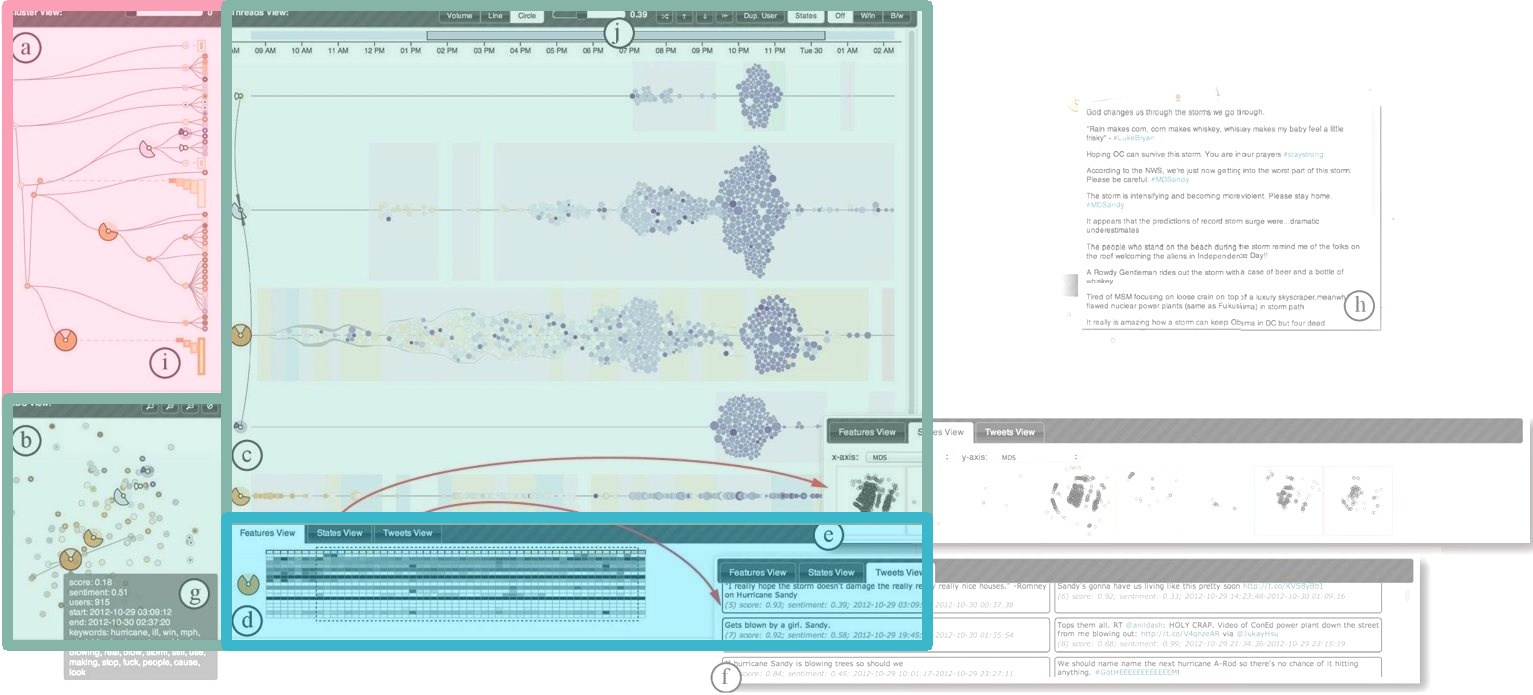 Cluster View:
0
a
i
Threads View:
Volume Line Circle 0.39 Dup. User States Off W/in B/w
j
09 AM 10 AM 11 AM 12 PM 01 PM 02 PM 03 PM 04 PM 05 PM 06 PM 07 PM 08 PM 09 PM 10 PM 11 PM Tue 30 01 AM 02 AM
c
b
View:
g
score: 0.18
sentiment: 0.51
users: 915
start: 2012-10-29 03:09:12
end: 2012-10-30 02:37:20
keywords: hurricane, ill, win, mph,
blowing, real, blow, storm, still, use,
making, stop, fuck, people, cause,
look
Features View States View Tweets View
d
e
Features View States View Tweets View
x-axis: MDS y-axis: MDS
Features View States View Tweets View
f
"I really hope the storm doesn't damage the really really nice houses." -Romney
on Hurricane Sandy
(5) score: 0.93; sentiment: 0.39; 2012-10-29 03:09: 2012-10-30 00:37:38
Sandy's gonna have us living like this pretty soon http://t.co/KVS8yBb1
(6) score: 0.92; sentiment: 0.33; 2012-10-29 14:23:48-2012-10-30 01:09:16
Gets blown by a girl. Sandy.
(7) score: 0.92; sentiment: 0.58; 2012-10-29 19:45: 2012-10-30 01:35:54
Tops them all. RT @anildash: HOLY CRAP. Video of ConEd power plant down the street
from me blowing out: http://t.co/V4qnzeAR via @JukayHsu
(8) score: 0.68; sentiment: 0.99; 2012-10-29 21:34:36-2012-10-29 23:15:19
hurricane Sandy is blowing trees so should we
score: 0.84; sentiment: 0.45; 2012-10-29 10:01:17-2012-10-29 23:27:11
We should name name the next hurricane A-Rod so there's no chance of it hitting
anything. #GotHEEEEEEEEEEEEM!
God changes us through the storms we go through.
"Rain makes corn, corn makes whiskey, whiskey makes my baby feel a little
frisky" - #LukeBryan
Hoping OC can survive this storm. You are in our prayers #staystrong
According to the NWS, we're just now getting into the worst part of this storm.
Please be careful. #MDSandy
The storm is intensifying and becoming more violent. Please stay home.
#MDSandy
It appears that the predictions of record storm surge were...dramatic
underestimates
The people who stand on the beach during the storm remind me of the folks on
the roof welcoming the aliens in Independence Day!!
A Rowdy Gentleman rides out the storm with a case of beer and a bottle of
whiskey
Tired of MSM focusing on loose crain on top of a luxury skyscraper.meanwh
flawed nuclear power plants (same as Fukushima) in storm path
It really is amazing how a storm can keep Obama in DC but four dead
h